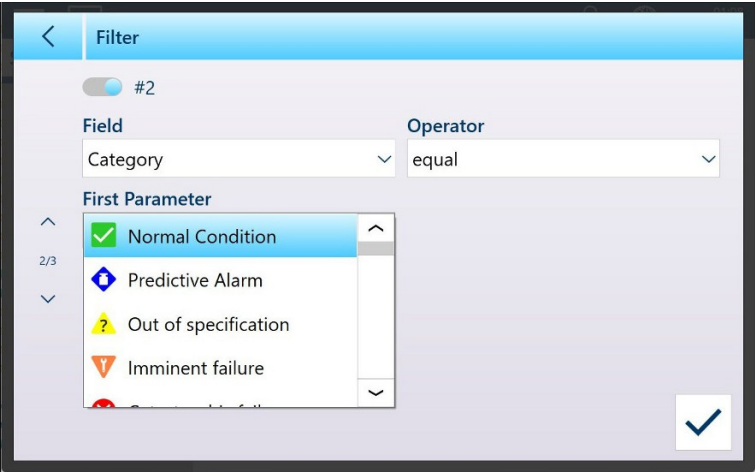 Filter
#2
Field
Operator
Category
equal
First Parameter
Normal Condition
2/3
Predictive Alarm
? Out of specification
Imminent failure